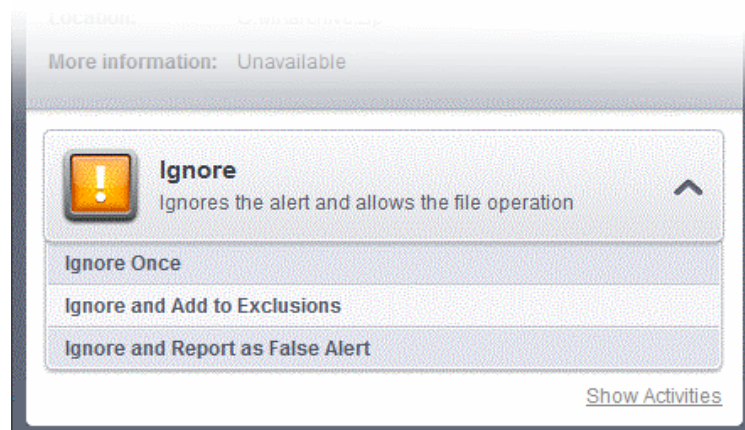 Location:
More information: Unavailable
Ignore
Ignores the alert and allows the file operation
Ignore Once
Ignore and Add to Exclusions
Ignore and Report as False Alert
Show Activities